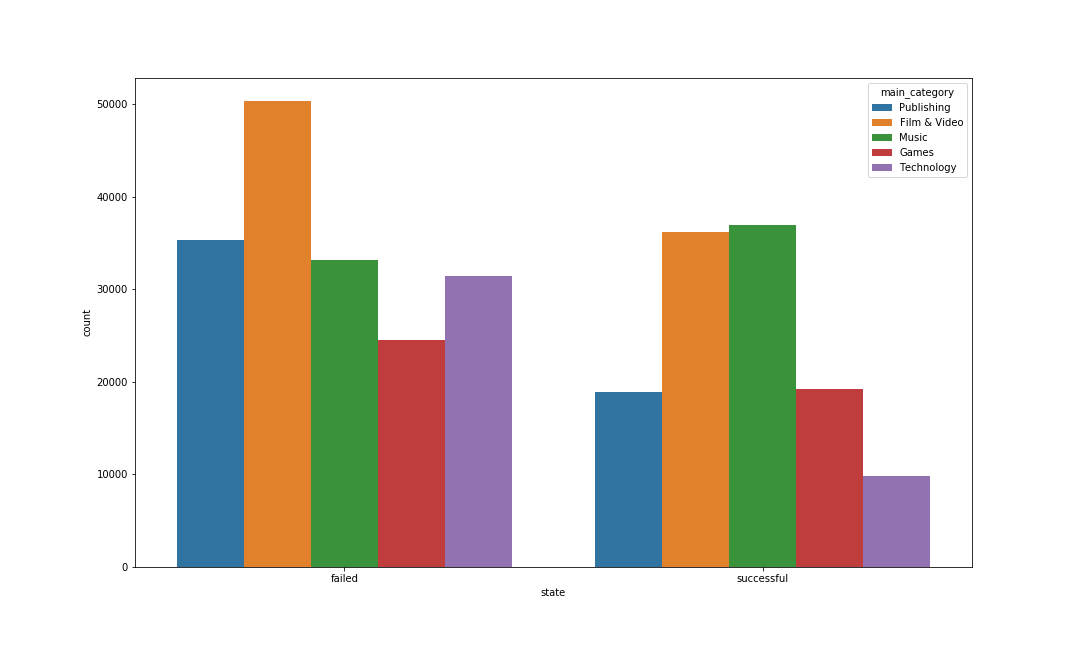 main_category
Publishing
Film & Video
Music
Games
Technology
50000
40000
30000
20000
10000
0
count
failed
successful
state